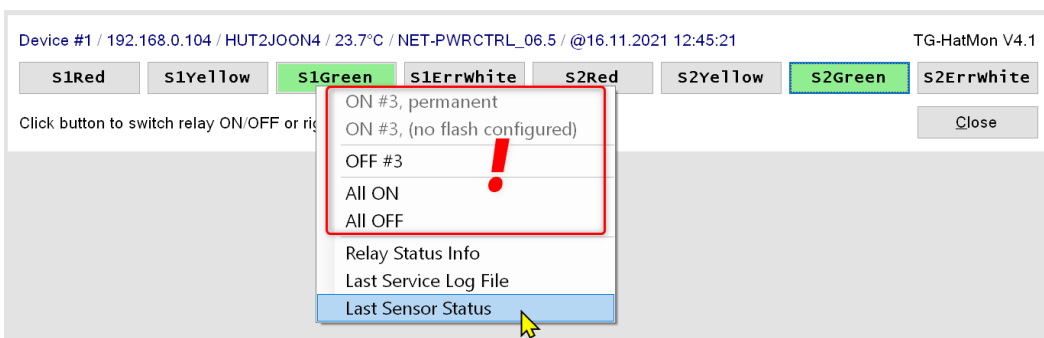 Device #1 / 192.168.0.104 / HUT2JOON4 / 23.7°C / NET-PWRCTRL_06.5 / @16.11.2021 12:45:21 TG-HatMon V4.1
S1Red S1Yellow S1Green S1ErrWhite S2Red S2Yellow S2Green S2ErrWhite
Click button to switch relay ON/OFF or
Close
ON #3, permanent
ON #3, (no flash configured)
OFF #3
!
All ON
All OFF
Relay Status Info
Last Service Log File
Last Sensor Status